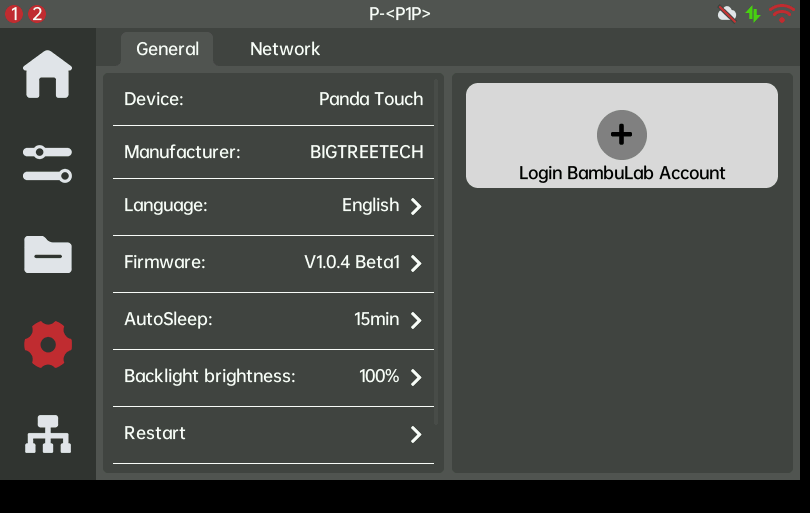 1 2 P-<P1P>
General Network
Device: Panda Touch
Manufacturer: BIGTREETECH
Language: English
Firmware: V1.0.4 Beta1
AutoSleep: 15min
Backlight brightness: 100%
Restart
Login BambuLab Account